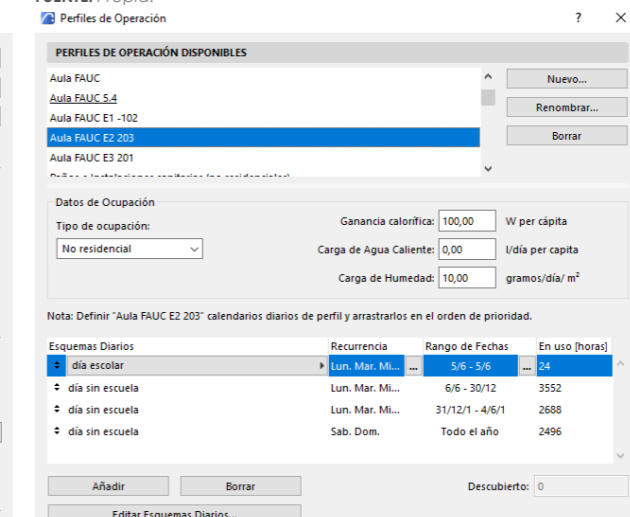 FUENTE: Propia.
Perfiles de Operación ? ×
PERFILES DE OPERACIÓN DISPONIBLES
Aula FAUC
Aula FAUC 5.4
Aula FAUC E1 -102
Aula FAUC E2 203
Aula FAUC E3 201
Nuevo...
Renombrar...
Borrar
Datos de Ocupación
Tipo de ocupación:
No residencial
Ganancia calorífica: 100,00 W per cápita
Carga de Agua Caliente: 0,00 l/día per capita
Carga de Humedad: 10,00 gramos/día/ m²
Nota: Definir "Aula FAUC E2 203" calendarios diarios de perfil y arrastrarlos en el orden de prioridad.
Esquemas Diarios Recurrencia Rango de Fechas En uso [horas]
día escolar Lun. Mar. Mi... ... 5/6 - 5/6 ... 24
día sin escuela Lun. Mar. Mi... 6/6 - 30/12 3552
día sin escuela Lun. Mar. Mi... 31/12/1 - 4/6/1 2688
día sin escuela Sab. Dom. Todo el año 2496
Añadir Borrar Descubierto: 0
Editar Esquemas Diarios...